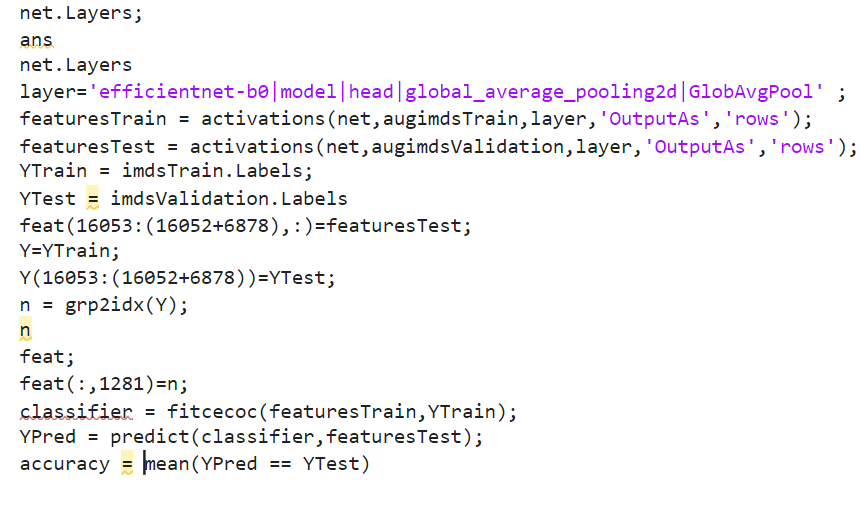 net.Layers;
ans
net.Layers
layer='efficientnet-b0|model|head|global_average_pooling2d|GlobAvgPool' ;
featuresTrain = activations(net,augimdsTrain,layer,'OutputAs','rows');
featuresTest = activations(net,augimdsValidation,layer,'OutputAs','rows');
YTrain = imdsTrain.Labels;
YTest = imdsValidation.Labels
feat(16053:(16052+6878),:)=featuresTest;
Y=YTrain;
Y(16053:(16052+6878))=YTest;
n = grp2idx(Y);
n
feat;
feat(:,1281)=n;
classifier = fitcecoc(featuresTrain,YTrain);
YPred = predict(classifier,featuresTest);
accuracy = mean(YPred == YTest)